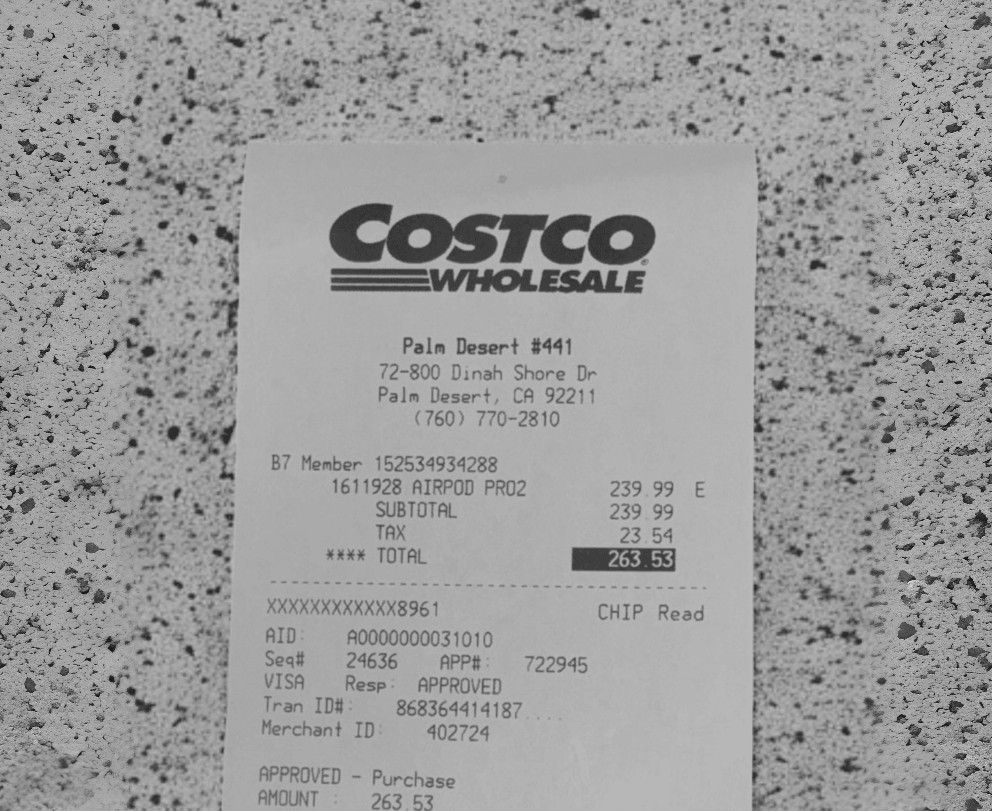 COSTCO
WHOLESALE
Palm Desert #441
72-800 Dinah Shore Dr
Palm Desert, CA 92211
(760) 770-2810
B7 Member 152534934288
1611928 AIRPOD PRO2 239.99 E
SUBTOTAL 239.99
TAX 23.54
**** TOTAL 263.53
XXXXXXXXXXXX8961 CHIP Read
AID: A0000000031010
Seq# 24636 APP#: 722945
VISA Resp: APPROVED
Tran ID#: 868364414187....
Merchant ID: 402724
APPROVED - Purchase
AMOUNT : 263.53